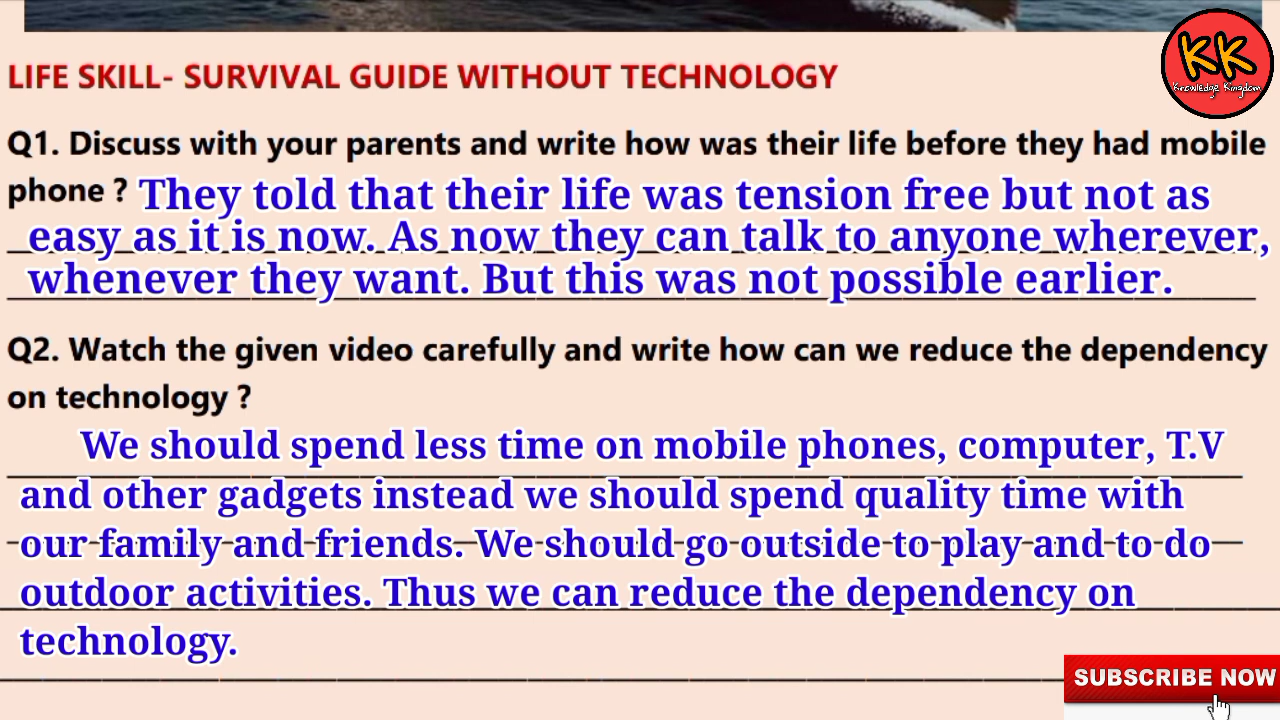 LIFE SKILL- SURVIVAL GUIDE WITHOUT TECHNOLOGY
KK
Knowledge Kingdom
Q1. Discuss with your parents and write how was their life before they had mobile
phone ? They told that their life was tension free but not as
easy as it is now. As now they can talk to anyone wherever,
whenever they want. But this was not possible earlier.
Q2. Watch the given video carefully and write how can we reduce the dependency
on technology ?
We should spend less time on mobile phones, computer, T.V
and other gadgets instead we should spend quality time with
our family and friends. We should go outside to play and to do
outdoor activities. Thus we can reduce the dependency on
technology.
SUBSCRIBE NOW